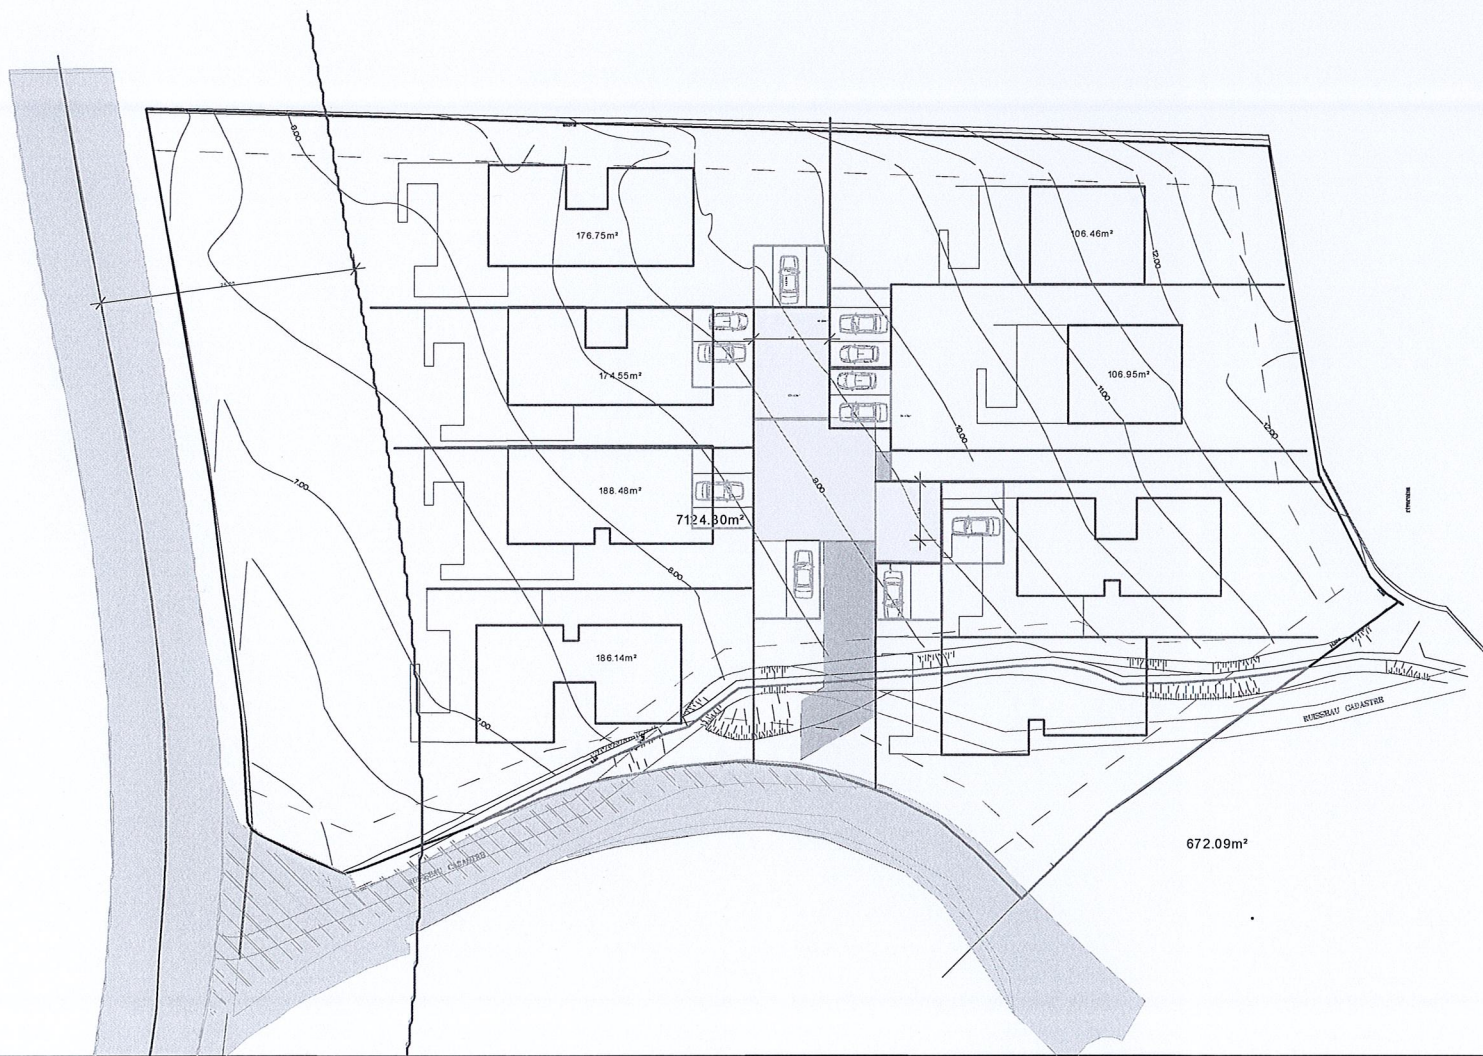 8.00
176.75m²
106.46m²
12.00
174.55m²
106.95m²
11.00
12.00
10.00
7.00
188.48m²
9.00
7124.30m²
8.00
186.14m²
7.00
RUISSEAU CADASTRE
672.09m²
RUISSEAU CADASTRE